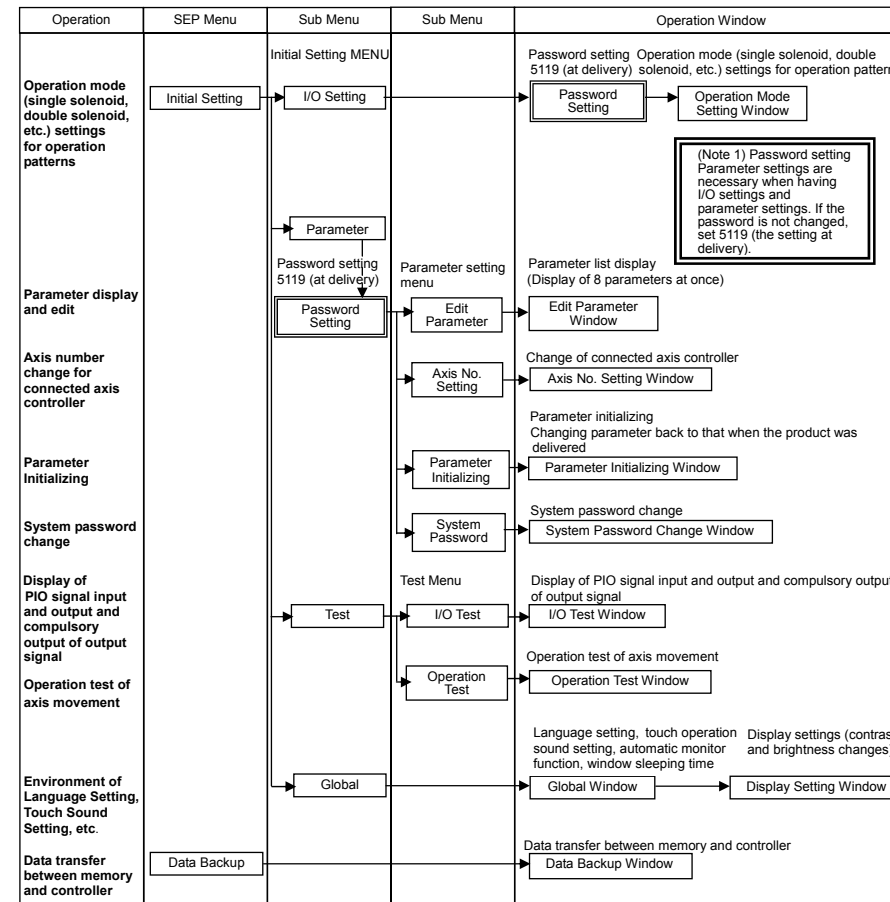 Operation
SEP Menu
Sub Menu
Sub Menu
Operation Window
Operation mode
(single solenoid,
double solenoid,
etc.) settings
for operation
patterns
Initial Setting
Initial Setting MENU
I/O Setting
Password setting
5119 (at delivery)
Operation mode (single solenoid, double
solenoid, etc.) settings for operation pattern
Password
Setting
Operation Mode
Setting Window
(Note 1) Password setting
Parameter settings are
necessary when having
I/O settings and
parameter settings. If the
password is not changed,
set 5119 (the setting at
delivery).
Parameter
Parameter display
and edit
Password setting
5119 (at delivery)
Password
Setting
Parameter setting
menu
Edit
Parameter
Parameter list display
(Display of 8 parameters at once)
Edit Parameter
Window
Axis number
change for
connected axis
controller
Axis No.
Setting
Change of connected axis controller
Axis No. Setting Window
Parameter
Initializing
Parameter
Initializing
Parameter initializing
Changing parameter back to that when the product was
delivered
Parameter Initializing Window
System password
change
System
Password
System password change
System Password Change Window
Display of
PIO signal input
and output and
compulsory
output of output
signal
Test
Test Menu
I/O Test
Display of PIO signal input and output and compulsory output
of output signal
I/O Test Window
Operation test of
axis movement
Operation
Test
Operation test of axis movement
Operation Test Window
Environment of
Language Setting,
Touch Sound
Setting, etc.
Global
Language setting, touch operation
sound setting, automatic monitor
function, window sleeping time
Global Window
Display settings (contras
and brightness changes)
Display Setting Window
Data transfer
between memory
and controller
Data Backup
Data transfer between memory and controller
Data Backup Window